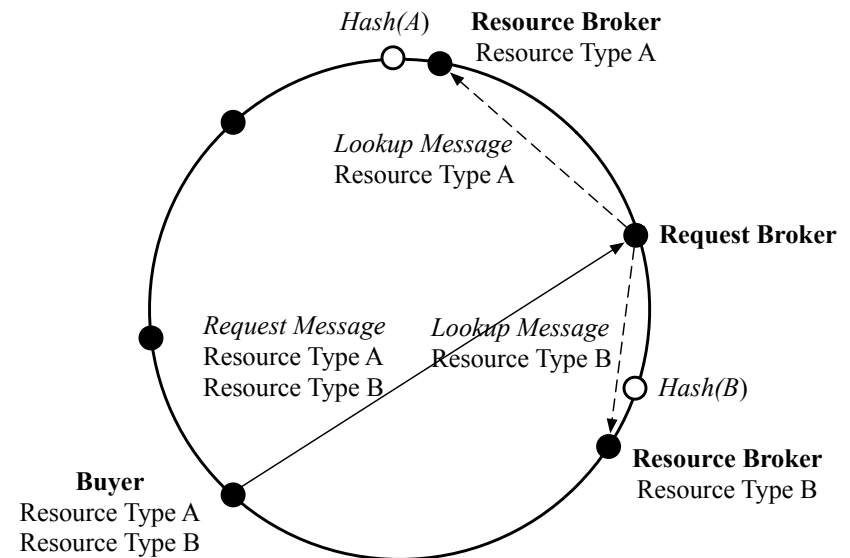 Hash(A)
Resource Broker
Resource Type A
Lookup Message
Resource Type A
Request Broker
Request Message
Resource Type A
Resource Type B
Lookup Message
Resource Type B
Hash(B)
Resource Broker
Resource Type B
Buyer
Resource Type A
Resource Type B